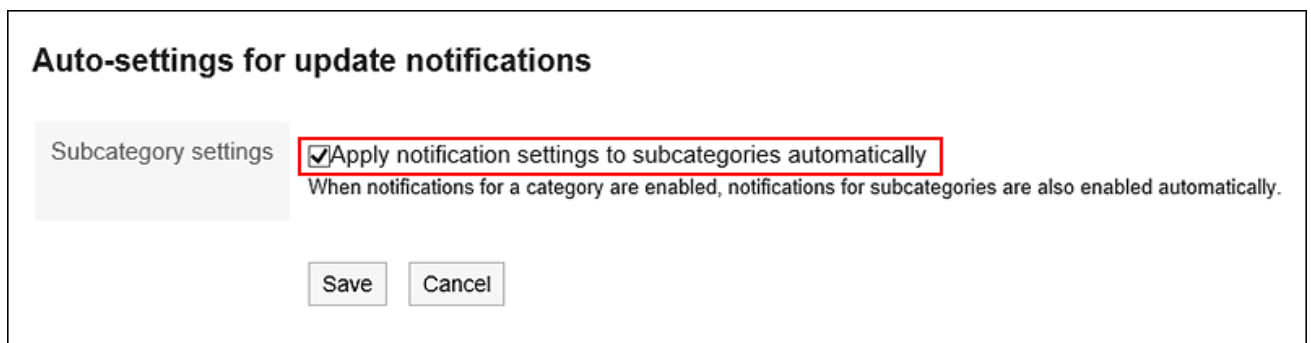 Auto-settings for update notifications
Subcategory settings
Apply notification settings to subcategories automatically
When notifications for a category are enabled, notifications for subcategories are also enabled automatically.
Save
Cancel